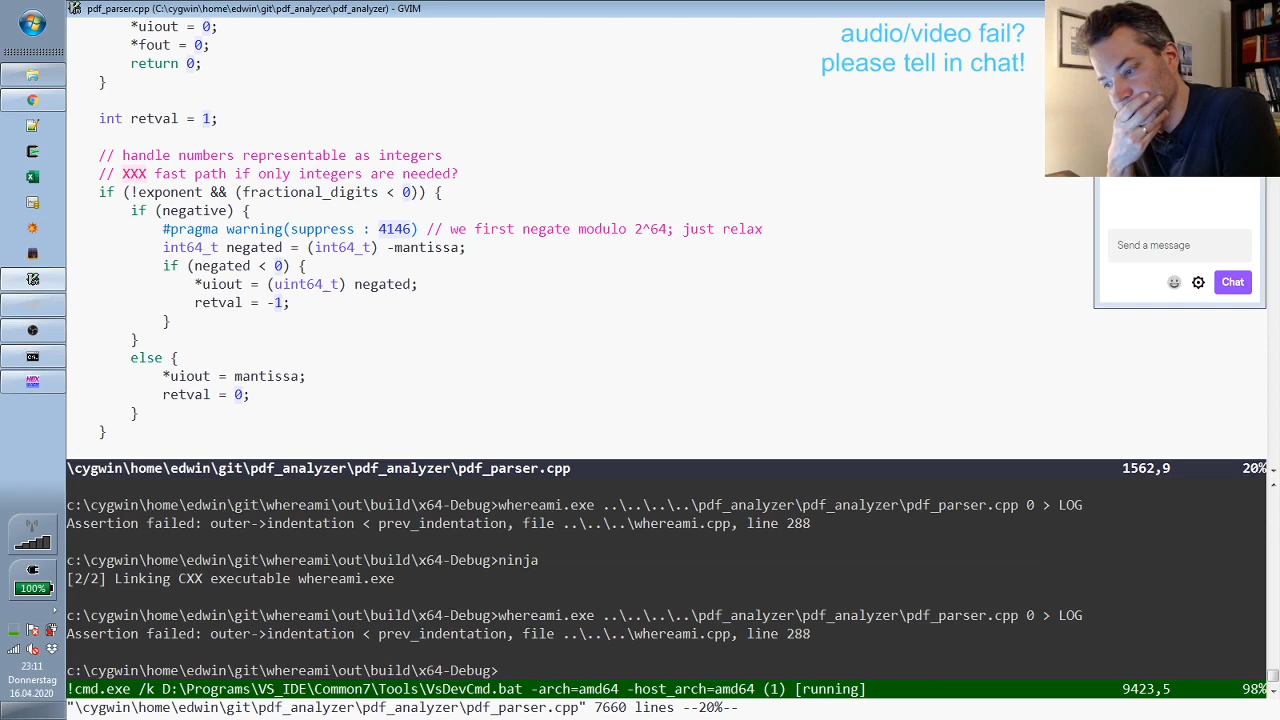 pdf_parser.cpp (C:\cygwin\home\edwin\git\pdf_analyzer\pdf_analyzer) - GVIM
audio/video fail?
please tell in chat!
*uiout = 0;
*fout = 0;
return 0;
}
int retval = 1;
// handle numbers representable as integers
// XXX fast path if only integers are needed?
if (!exponent && (fractional_digits < 0)) {
if (negative) {
#pragma warning(suppress : 4146) // we first negate modulo 2^64; just relax
int64_t negated = (int64_t) -mantissa;
if (negated < 0) {
*uiout = (uint64_t) negated;
retval = -1;
}
}
else {
*uiout = mantissa;
retval = 0;
}
}
Send a message
Chat
\cygwin\home\edwin\git\pdf_analyzer\pdf_analyzer\pdf_parser.cpp 1562,9 20%
c:\cygwin\home\edwin\git\whereami\out\build\x64-Debug>whereami.exe ..\..\..\..\pdf_analyzer\pdf_analyzer\pdf_parser.cpp 0 > LOG
Assertion failed: outer->indentation < prev_indentation, file ..\..\..\whereami.cpp, line 288
c:\cygwin\home\edwin\git\whereami\out\build\x64-Debug>ninja
[2/2] Linking CXX executable whereami.exe
c:\cygwin\home\edwin\git\whereami\out\build\x64-Debug>whereami.exe ..\..\..\..\pdf_analyzer\pdf_analyzer\pdf_parser.cpp 0 > LOG
Assertion failed: outer->indentation < prev_indentation, file ..\..\..\whereami.cpp, line 288
c:\cygwin\home\edwin\git\whereami\out\build\x64-Debug>
!cmd.exe /k D:\Programs\VS_IDE\Common7\Tools\VsDevCmd.bat -arch=amd64 -host_arch=amd64 (1) [running] 9423,5 98%
"\cygwin\home\edwin\git\pdf_analyzer\pdf_analyzer\pdf_parser.cpp" 7660 lines --20%--
HEX
100%
23:11
Donnerstag
16.04.2020